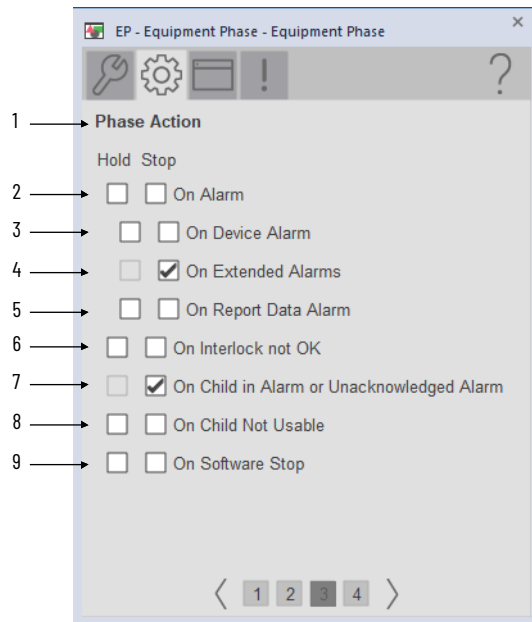 EP - Equipment Phase - Equipment Phase ×
?
1 Phase Action
Hold Stop
2 On Alarm
3 On Device Alarm
4 On Extended Alarms
5 On Report Data Alarm
6 On Interlock not OK
7 On Child in Alarm or Unacknowledged Alarm
8 On Child Not Usable
9 On Software Stop
1 2 3 4